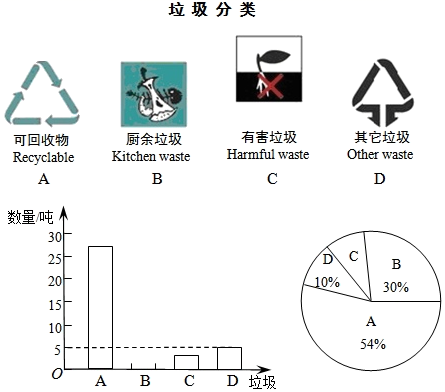 垃 圾 分 类
可回收物
Recyclable
A
厨余垃圾
Kitchen waste
B
有害垃圾
Harmful waste
C
其它垃圾
Other waste
D
数量/吨
30
25
20
15
10
5
O
A B C D 垃圾
D
10%
C
B
30%
A
54%